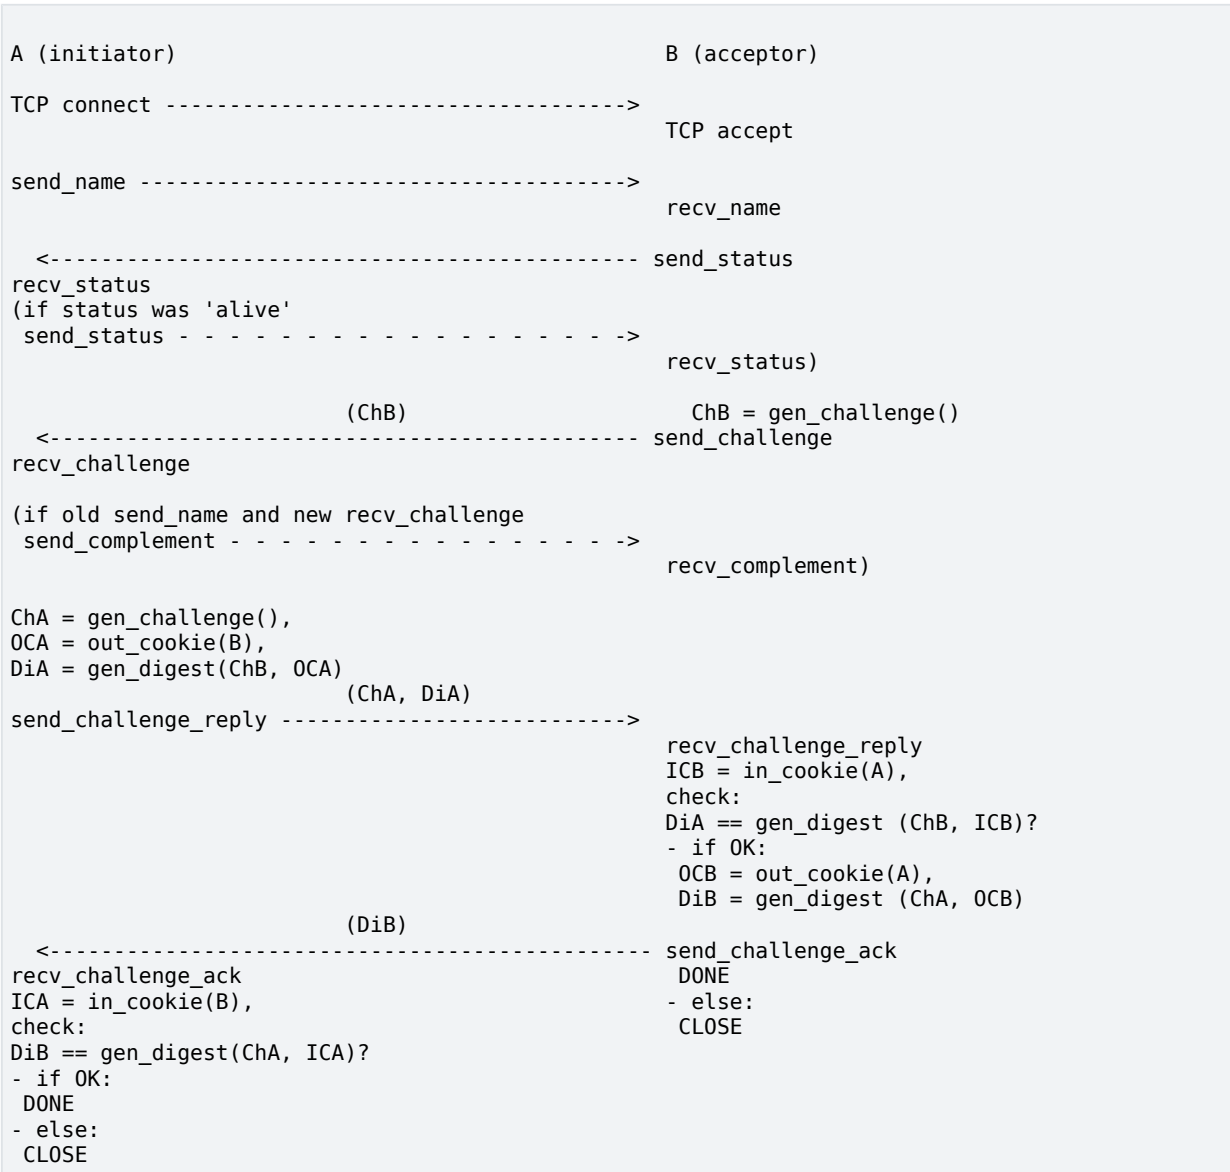 A (initiator)                                      B (acceptor)
TCP connect ------------------------------------>
                                                   TCP accept
send_name -------------------------------------->
                                                   recv_name
  <---------------------------------------------- send_status
recv_status
(if status was 'alive'
 send_status - - - - - - - - - - - - - - - - - ->
                                                   recv_status)
                          (ChB)                      ChB = gen_challenge()
  <---------------------------------------------- send_challenge
recv_challenge
(if old send_name and new recv_challenge
 send_complement - - - - - - - - - - - - - - - ->
                                                   recv_complement)
ChA = gen_challenge(),
OCA = out_cookie(B),
DiA = gen_digest(ChB, OCA)
                          (ChA, DiA)
send_challenge_reply --------------------------->
                                                   recv_challenge_reply
                                                   ICB = in_cookie(A),
                                                   check:
                                                   DiA == gen_digest (ChB, ICB)?
                                                   - if OK:
                                                    OCB = out_cookie(A),
                                                    DiB = gen_digest (ChA, OCB)
                          (DiB)
  <----------------------------------------------- send_challenge_ack
recv_challenge_ack                                  DONE
ICA = in_cookie(B),                                - else:
check:                                              CLOSE
DiB == gen_digest(ChA, ICA)?
- if OK:
 DONE
- else:
 CLOSE